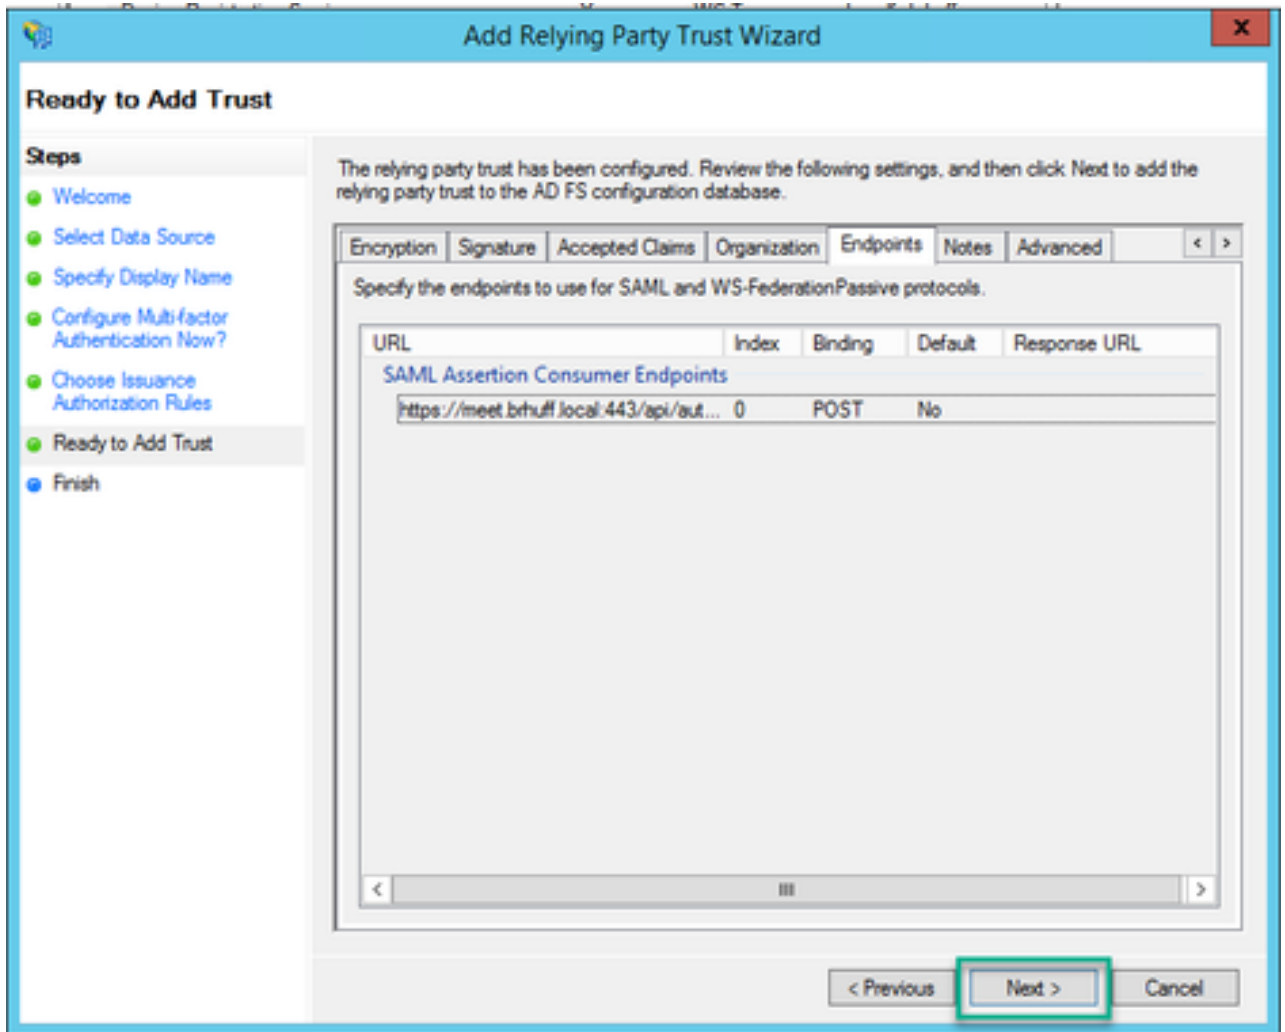 Add Relying Party Trust Wizard
x
Ready to Add Trust
Steps
Welcome
Select Data Source
Specify Display Name
Configure Multi-factor
Authentication Now?
Choose Issuance
Authorization Rules
Ready to Add Trust
Finish
The relying party trust has been configured. Review the following settings, and then click Next to add the
relying party trust to the AD FS configuration database.
Encryption Signature Accepted Claims Organization Endpoints Notes Advanced < >
Specify the endpoints to use for SAML and WS-FederationPassive protocols.
URL Index Binding Default Response URL
SAML Assertion Consumer Endpoints
https://meet.brhuff.local:443/api/aut... 0 POST No
< Previous Next > Cancel